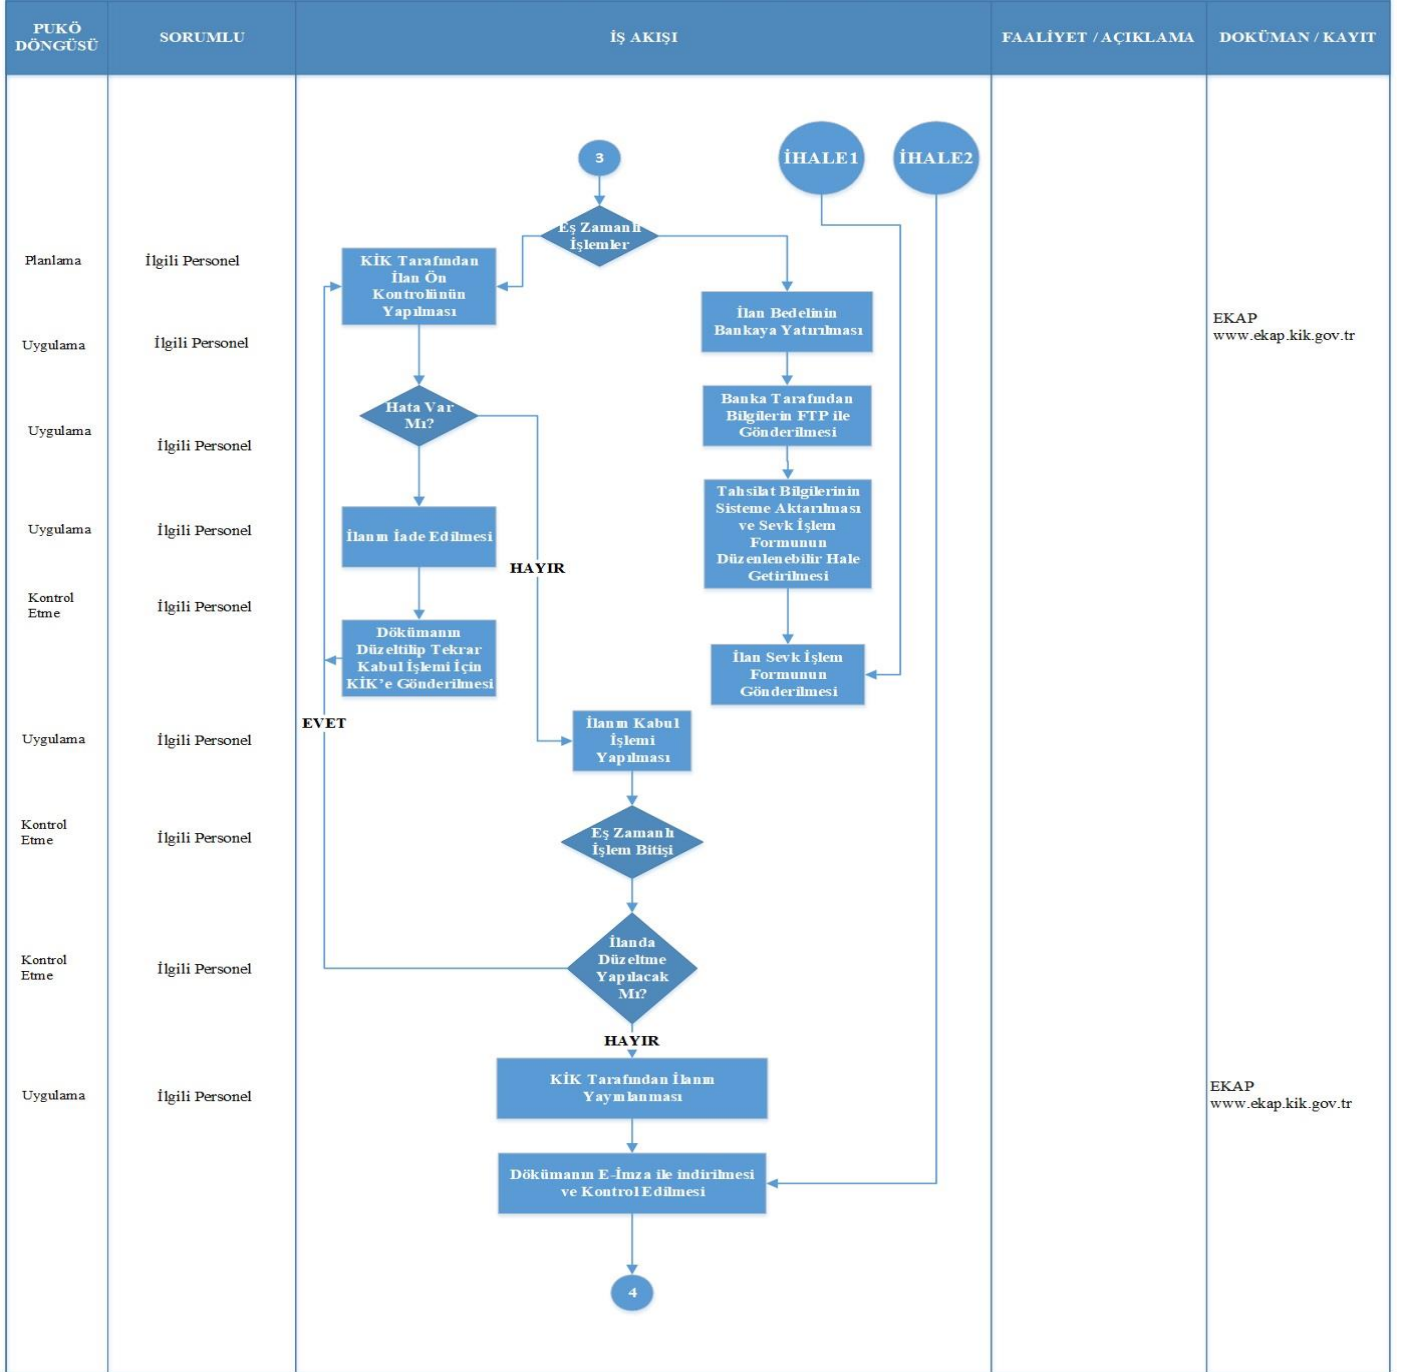 PUKÖ
DÖNGÜSÜ
SORUMLU
İŞ AKIŞI
FAALİYET / AÇIKLAMA
DOKÜMAN / KAYIT
3
İHALE1
İHALE2
Eş Zamanlı
İşlemler
Planlama
İlgili Personel
KİK Tarafından
İlan Ön
Kontrolünün
Yapılması
İlan Bedelinin
Bankaya Yatırılması
EKAP
www.ekap.kik.gov.tr
Uygulama
İlgili Personel
Hata Var
Mı?
Banka Tarafından
Bilgilerin FTP ile
Gönderilmesi
Uygulama
İlgili Personel
Tahsilat Bilgilerinin
Sisteme Aktarılması
ve Sevk İşlem
Formunun
Düzenlenebilir Hale
Getirilmesi
Uygulama
İlgili Personel
İlanın İade Edilmesi
HAYIR
Kontrol
Etme
İlgili Personel
Dökümanın
Düzeltilip Tekrar
Kabul İşlemi İçin
KİK'e Gönderilmesi
İlan Sevk İşlem
Formunun
Gönderilmesi
EVET
Uygulama
İlgili Personel
İlanın Kabul
İşlemi
Yapılması
Kontrol
Etme
İlgili Personel
Eş Zamanlı
İşlem Bitişi
Kontrol
Etme
İlgili Personel
İlanda
Düzeltme
Yapılacak
Mı?
HAYIR
Uygulama
İlgili Personel
KİK Tarafından İlanın
Yayınlanması
EKAP
www.ekap.kik.gov.tr
Dökümanın E-İmza ile indirilmesi
ve Kontrol Edilmesi
4